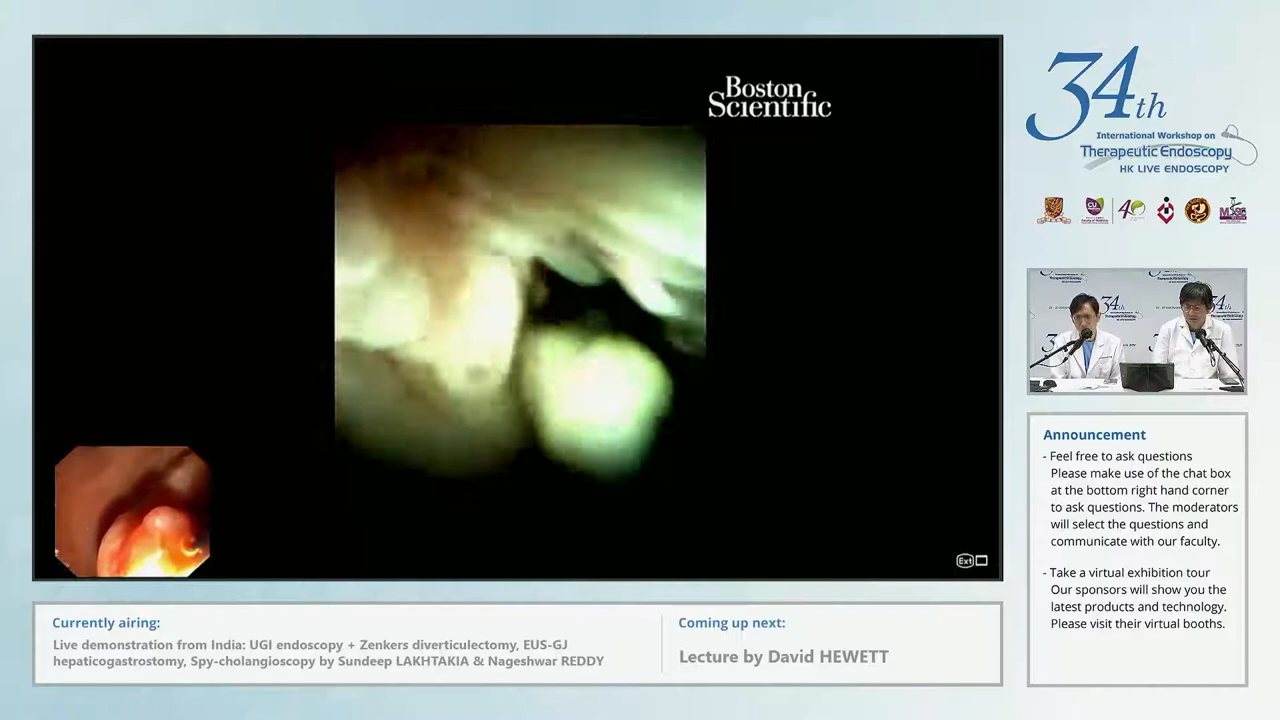 Boston
Scientific
Ext
34th
International Workshop on
Therapeutic Endoscopy
HK LIVE ENDOSCOPY
34th
34th
Announcement
- Feel free to ask questions
Please make use of the chat box
at the bottom right hand corner
to ask questions. The moderators
will select the questions and
communicate with our faculty.
- Take a virtual exhibition tour
Our sponsors will show you the
latest products and technology.
Please visit their virtual booths.
Currently airing:
Live demonstration from India: UGI endoscopy + Zenkers diverticulectomy, EUS-GJ
hepaticogastrostomy, Spy-cholangioscopy by Sundeep LAKHTAKIA & Nageshwar REDDY
Coming up next:
Lecture by David HEWETT